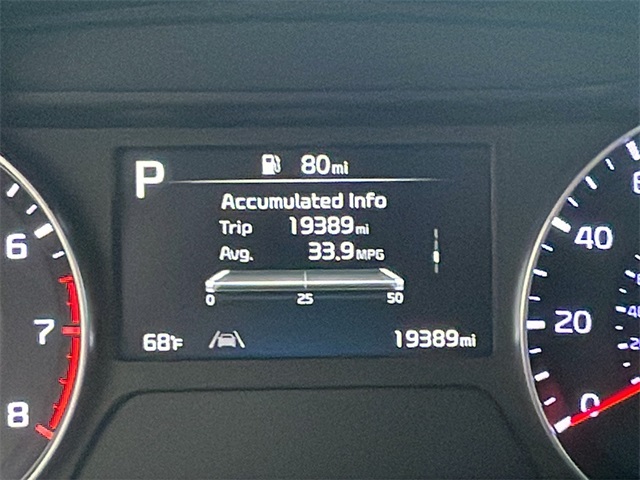 P 80mi
Accumulated Info
Trip 19389mi
Avg. 33.9MPG
0 25 50
68°F 19389mi
6
7
8
40
20
0